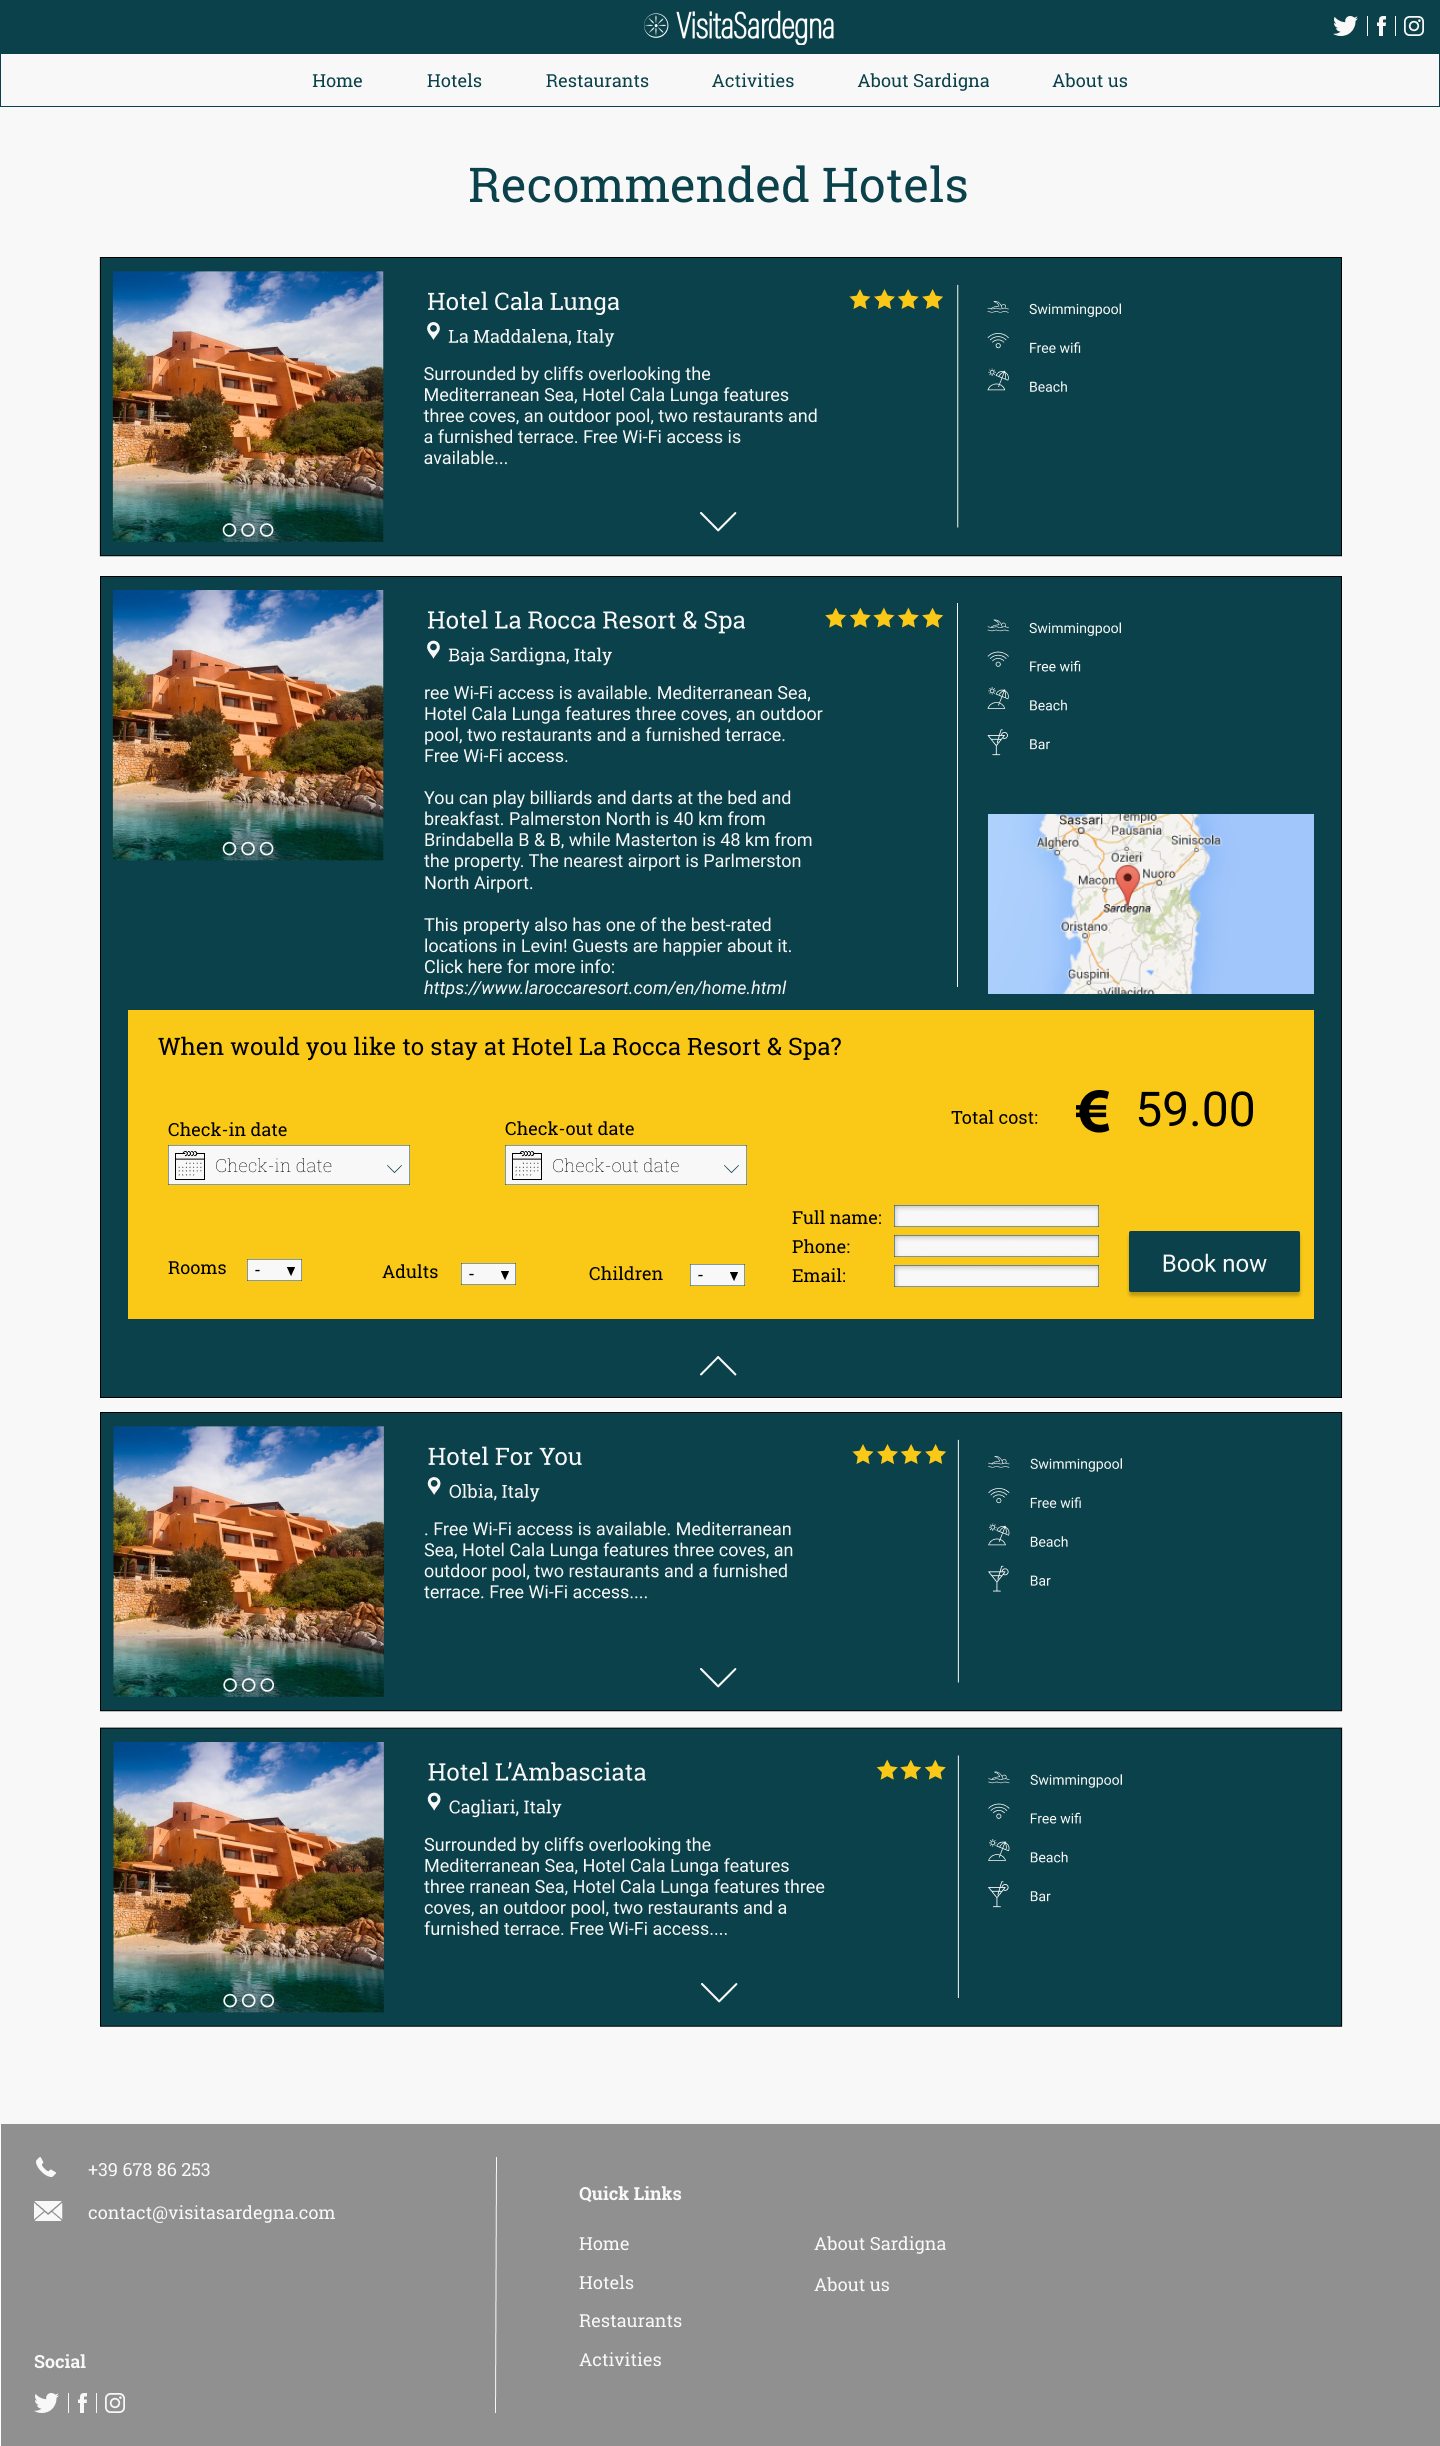 VisitaSardegna
Home Hotels Restaurants Activities About Sardigna About us
Recommended Hotels
Hotel Cala Lunga
La Maddalena, Italy
Surrounded by cliffs overlooking the
Mediterranean Sea, Hotel Cala Lunga features
three coves, an outdoor pool, two restaurants and
a furnished terrace. Free Wi-Fi access is
available...
Swimmingpool
Free wifi
Beach
Hotel La Rocca Resort & Spa
Baja Sardigna, Italy
ree Wi-Fi access is available. Mediterranean Sea,
Hotel Cala Lunga features three coves, an outdoor
pool, two restaurants and a furnished terrace.
Free Wi-Fi access.
You can play billiards and darts at the bed and
breakfast. Palmerston North is 40 km from
Brindabella B & B, while Masterton is 48 km from
the property. The nearest airport is Parlmerston
North Airport.
This property also has one of the best-rated
locations in Levin! Guests are happier about it.
Click here for more info:
https://www.laroccaresort.com/en/home.html
Swimmingpool
Free wifi
Beach
Bar
Sassari Tempio
Pausania
Alghero Siniscola
Ozieri
Macom Nuoro
Sardegna
Oristano
Guspini
Villacidro
When would you like to stay at Hotel La Rocca Resort & Spa?
Total cost: € 59.00
Check-in date Check-out date
Check-in date Check-out date
Full name:
Phone:
Email:
Rooms - Adults - Children -
Book now
Hotel For You
Olbia, Italy
. Free Wi-Fi access is available. Mediterranean
Sea, Hotel Cala Lunga features three coves, an
outdoor pool, two restaurants and a furnished
terrace. Free Wi-Fi access....
Swimmingpool
Free wifi
Beach
Bar
Hotel L’Ambasciata
Cagliari, Italy
Surrounded by cliffs overlooking the
Mediterranean Sea, Hotel Cala Lunga features
three rranean Sea, Hotel Cala Lunga features three
coves, an outdoor pool, two restaurants and a
furnished terrace. Free Wi-Fi access....
Swimmingpool
Free wifi
Beach
Bar
+39 678 86 253
contact@visitasardegna.com
Social
Quick Links
Home
Hotels
Restaurants
Activities
About Sardigna
About us